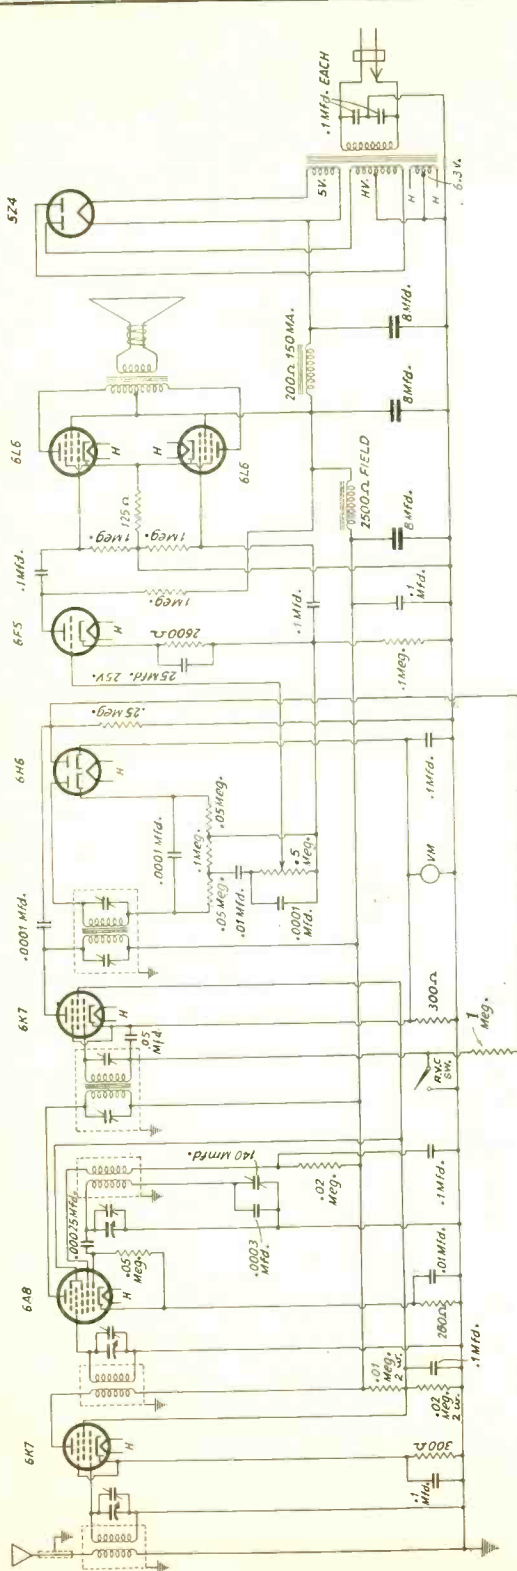 5Z4
.1 Mfd. EACH
5V.
HV.
H
H
6.3 V.
6L6
H
H
6L6
200Ω 150 MA.
8 Mfd.
8 Mfd.
2500Ω FIELD
8 Mfd.
125 Ω
1 Meg.
1 Meg.
.1 Mfd.
1 Meg.
6F5
H
2600Ω
25 Mfd. 25V.
.1 Mfd.
.1 Mfd.
.1 Meg.
.25 Meg.
6H6
H
.0001 Mfd.
.0001 Mfd.
.05 Meg.
.1 Meg.
.05 Meg.
.01 Mfd.
.5 Meg.
.0001 Mfd.
.1 Mfd.
VM
6K7
H
.05 Mfd.
300Ω
1 Meg.
A.V.C. SW.
140 Mmfd.
.00025 Mfd.
.0003 Mfd.
.02 Meg.
.1 Mfd.
6A8
H
.05 Meg.
.01 Mfd.
280Ω
.1 Mfd.
.01 Meg. 2 W.
.02 Meg. 2 W.
6K7
H
300Ω
.1 Mfd.